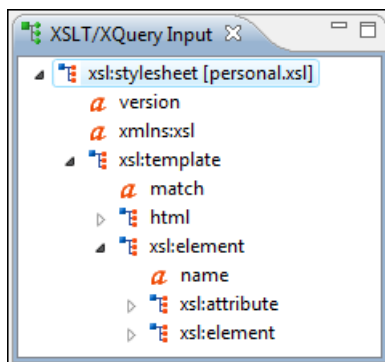 XSLT/XQuery Input
xsl:stylesheet [personal.xsl]
a version
a xmlns:xsl
xsl:template
a match
html
xsl:element
a name
xsl:attribute
xsl:element